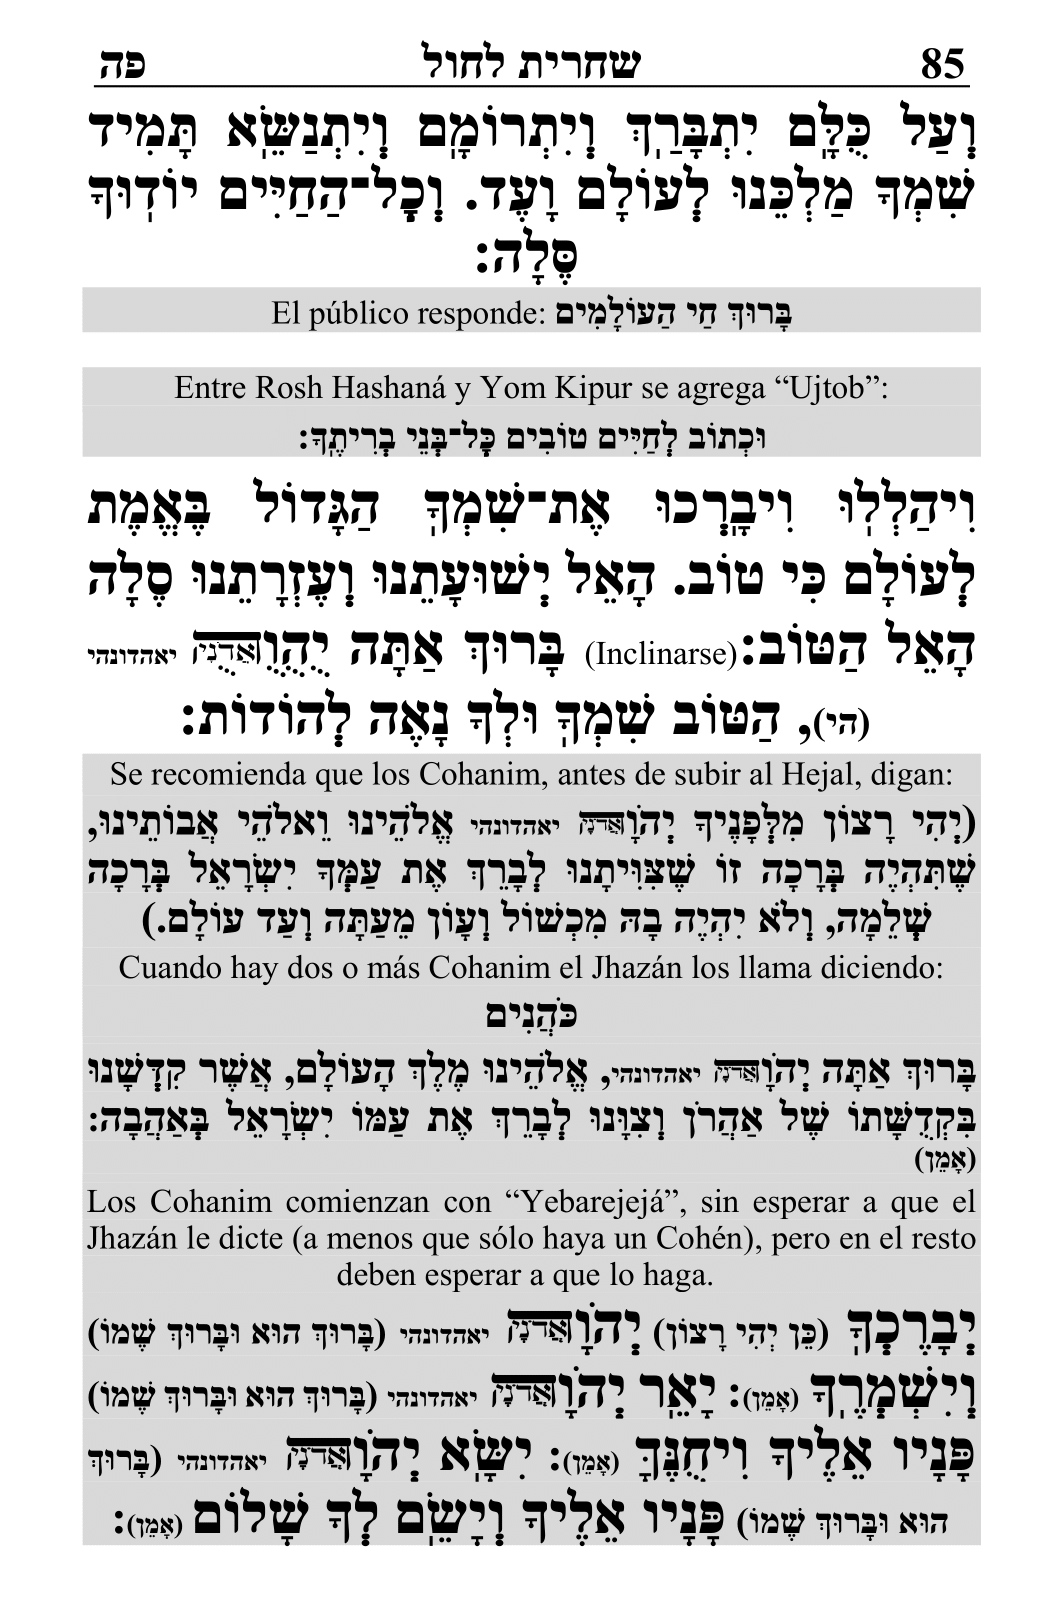 85 שחרית לחול פה
וְעַל כֻּלָּם יִתְבָּרַךְ וְיִתְרוֹמָם וְיִתְנַשֵּׂא תָּמִיד
שִׁמְךָ מַלְכֵּנוּ לְעוֹלָם וָעֶד. וְכָל־הַחַיִּים יוֹדוּךָ
סֶּלָה:
El público responde: בָּרוּךְ חַי הַעוֹלָמִים
Entre Rosh Hashaná y Yom Kipur se agrega “Ujtob”:
וּכְתוֹב לְחַיִּים טוֹבִים כָּל־בְּנֵי בְרִיתֶךָ:
וִיהַלְלוּ וִיבָרְכוּ אֶת־שִׁמְךָ הַגָּדוֹל בֶּאֱמֶת
לְעוֹלָם כִּי טוֹב. הָאֵל יְשׁוּעָתֵנוּ וְעֶזְרָתֵנוּ סֶלָה
הָאֵל הַטּוֹב: (Inclinarse) בָּרוּךְ אַתָּה יֻהֻוֻאֲדֹנָי יאהדונהי
(הי), הַטּוֹב שִׁמְךָ וּלְךָ נָאֶה לְהוֹדוֹת:
Se recomienda que los Cohanim, antes de subir al Hejal, digan:
(יְהִי רָצוֹן מִלְּפָנֶיךָ יְהֹוָאֲדֹנָי יאהדונהי אֱלֹהֵינוּ וֵאלֹהֵי אֲבוֹתֵינוּ,
שֶׁתִּהְיֶה בְּרָכָה זוֹ שֶׁצִּוִּיתָנוּ לְבָרֵךְ אֶת עַמְּךָ יִשְׂרָאֵל בְּרָכָה
שְׁלֵמָה, וְלֹא יִהְיֶה בָהּ מִכְשׁוֹל וְעָוֹן מֵעַתָּה וְעַד עוֹלָם.)
Cuando hay dos o más Cohanim el Jhazán los llama diciendo:
כֹּהֲנִים
בָּרוּךְ אַתָּה יְהֹוָאֲדֹנָי יאהדונהי, אֱלֹהֵינוּ מֶלֶךְ הָעוֹלָם, אֲשֶׁר קִדְּשָׁנוּ
בִּקְדֻשָּׁתוֹ שֶׁל אַהֲרֹן וְצִוָּנוּ לְבָרֵךְ אֶת עַמּוֹ יִשְׂרָאֵל בְּאַהֲבָה:
(אָמֵן)
Los Cohanim comienzan con “Yebarejejá”, sin esperar a que el
Jhazán le dicte (a menos que sólo haya un Cohén), pero en el resto
deben esperar a que lo haga.
יְבָרֶכְךָ (כֵּן יְהִי רָצוֹן) יְהֹוָאֲדֹנָי יאהדונהי (בָּרוּךְ הוּא וּבָּרוּךְ שְׁמוֹ)
וְיִשְׁמְרֶךָ (אָמֵן): יָאֵר יְהֹוָאֲדֹנָי יאהדונהי (בָּרוּךְ הוּא וּבָּרוּךְ שְׁמוֹ)
פָּנָיו אֵלֶיךָ וִיחֻנֶּךָּ (אָמֵן): יִשָּׂא יְהֹוָאֲדֹנָי יאהדונהי (בָּרוּךְ
הוּא וּבָּרוּךְ שְׁמוֹ) פָּנָיו אֵלֶיךָ וְיָשֵׂם לְךָ שָׁלוֹם (אָמֵן):